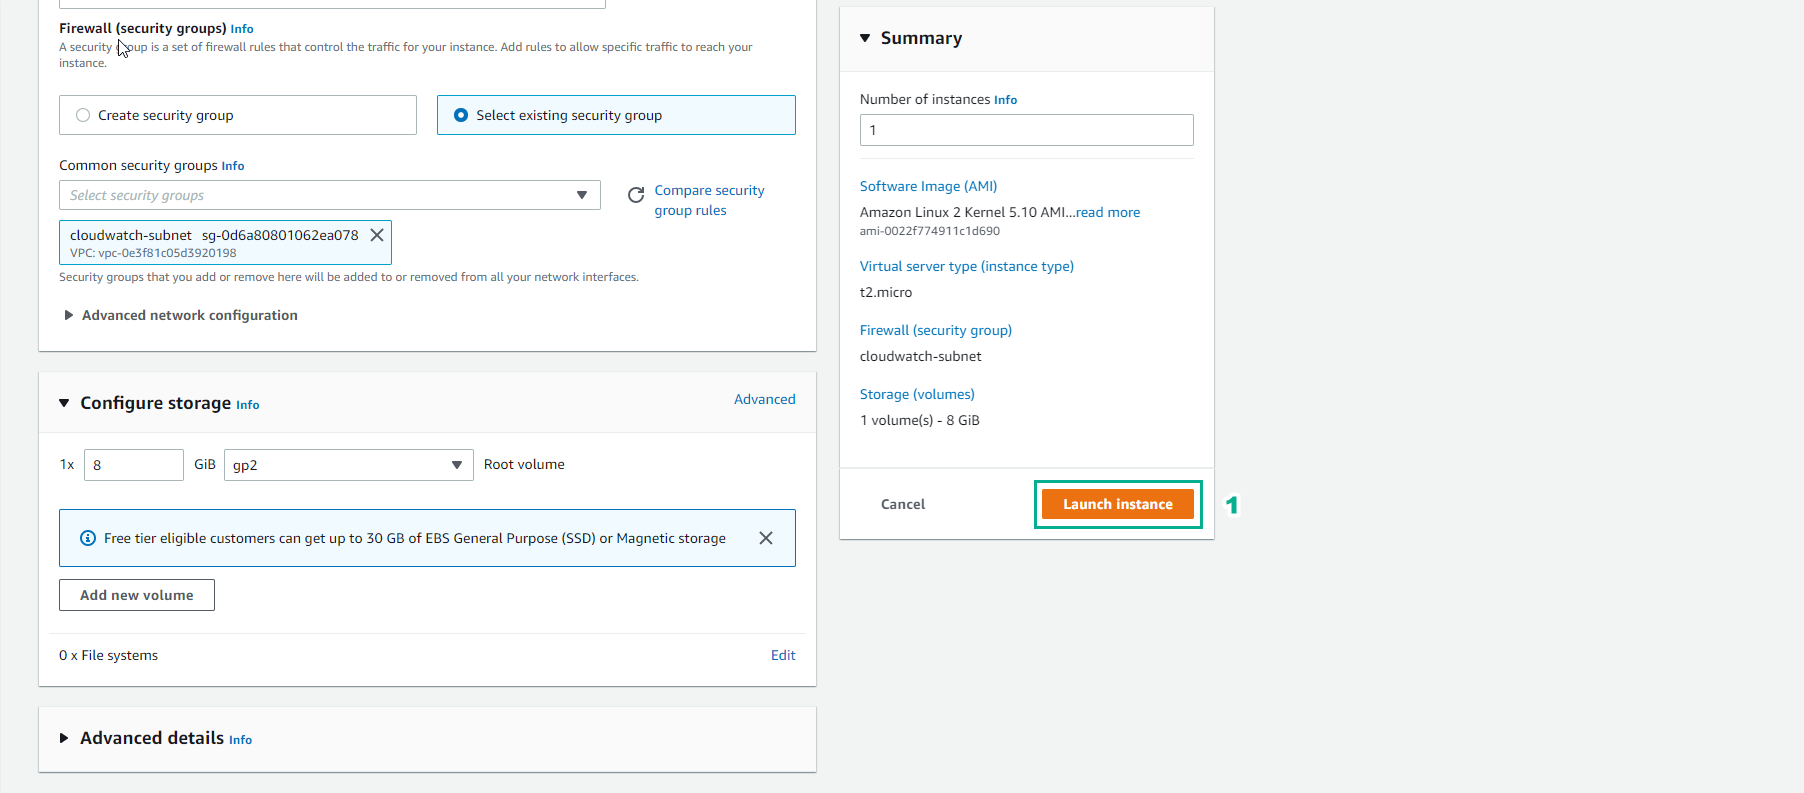 Firewall (security groups) Info
A security group is a set of firewall rules that control the traffic for your instance. Add rules to allow specific traffic to reach your
instance.
Create security group
Select existing security group
Common security groups Info
Select security groups
Compare security
group rules
cloudwatch-subnet sg-0d6a80801062ea078
VPC: vpc-0e3f81c05d3920198
Security groups that you add or remove here will be added to or removed from all your network interfaces.
Advanced network configuration
Configure storage Info
Advanced
1x 8 GiB gp2 Root volume
Free tier eligible customers can get up to 30 GB of EBS General Purpose (SSD) or Magnetic storage
Add new volume
0 x File systems
Edit
Advanced details Info
Summary
Number of instances Info
1
Software Image (AMI)
Amazon Linux 2 Kernel 5.10 AMI...read more
ami-0022f774911c1d690
Virtual server type (instance type)
t2.micro
Firewall (security group)
cloudwatch-subnet
Storage (volumes)
1 volume(s) - 8 GiB
Cancel
Launch instance
1